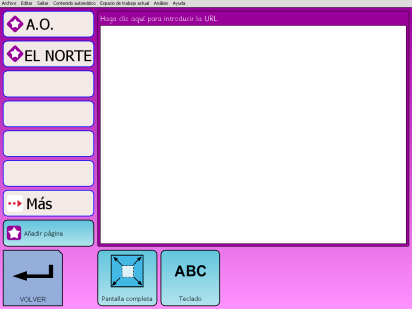 Archivo Editar Saltar Contenido automático Espacio de trabajo actual Análisis Ayuda
A.O.
Haga clic aquí para introducir la URL
EL NORTE
Más
Añadir página
VOLVER
Pantalla completa
ABC
Teclado